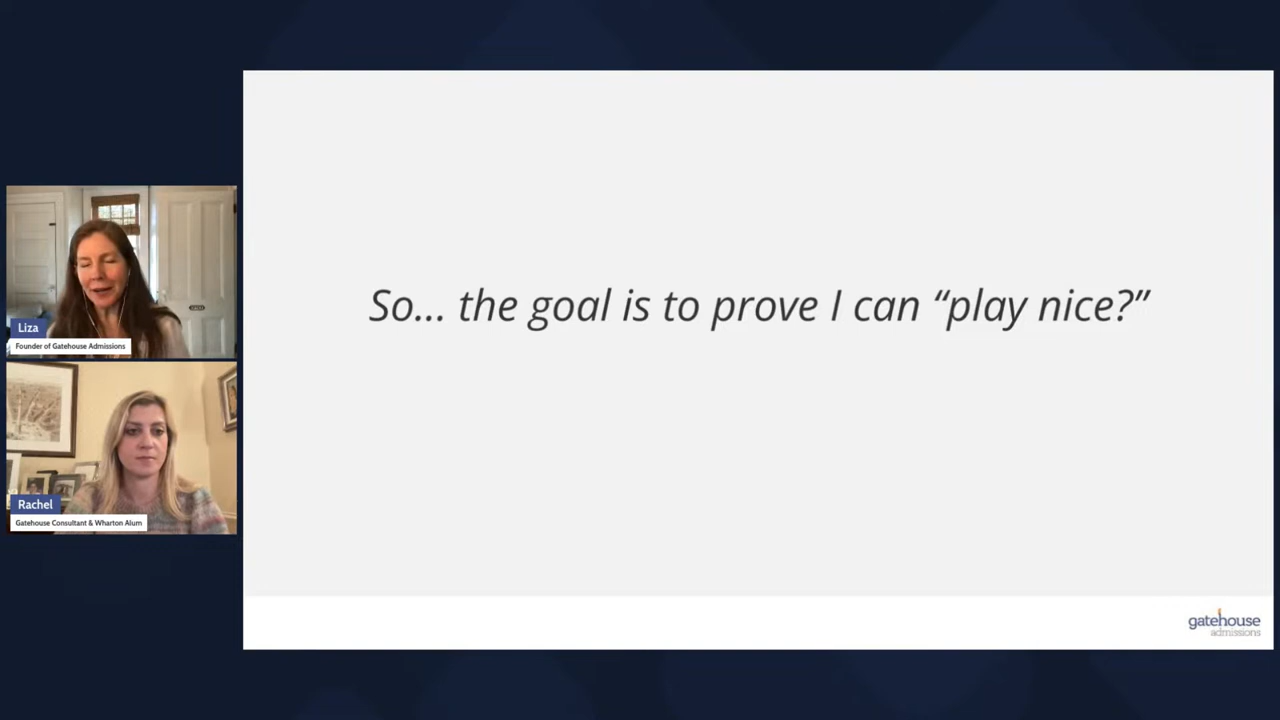 Liza
Founder of Gatehouse Admissions
Rachel
Gatehouse Consultant & Wharton Alum
So... the goal is to prove I can “play nice?”
gatehouse
admissions